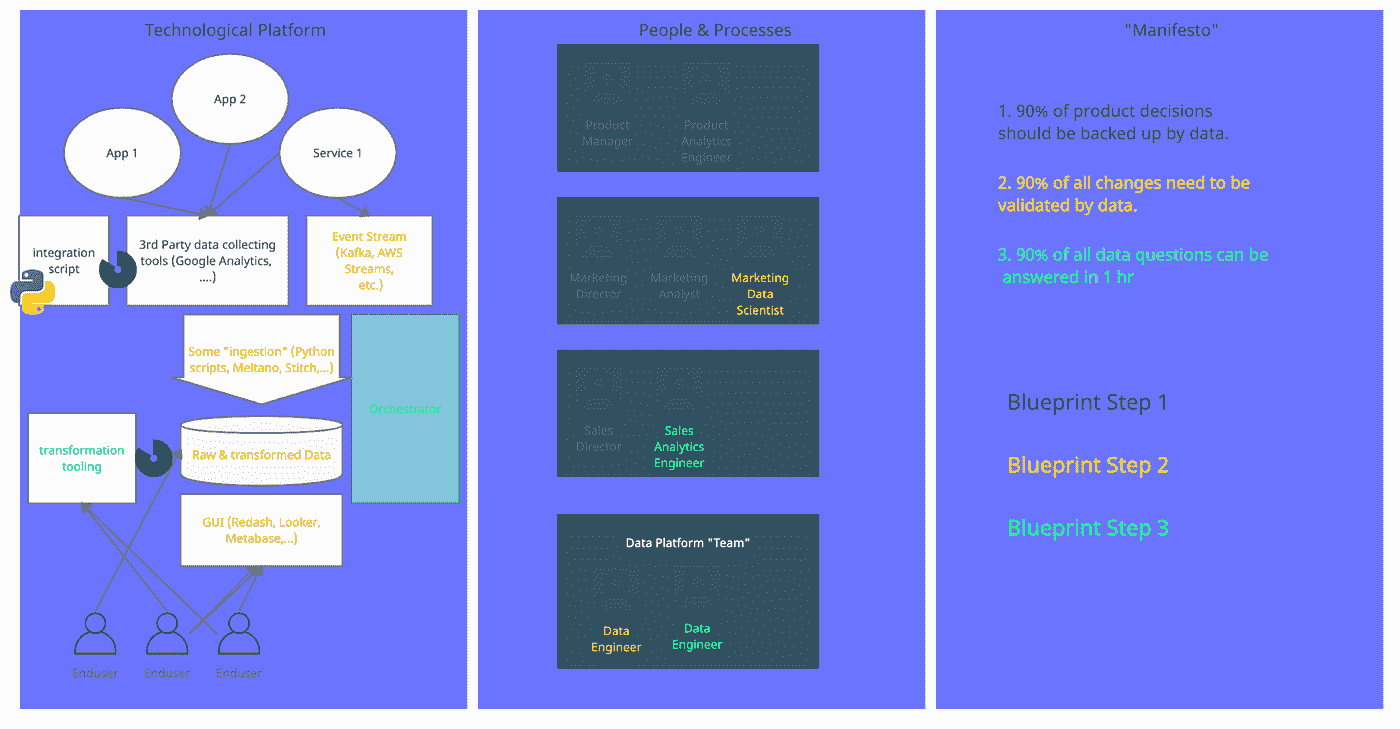 Technological Platform
App 2
App 1
Service 1
integration
script
3rd Party data collecting
tools (Google Analytics,
....)
Event Stream
(Kafka, AWS
Streams,
etc.)
Some "ingestion" (Python
scripts, Meltano, Stitch,...)
Orchestrator
transformation
tooling
Raw & transformed Data
GUI (Redash, Looker,
Metabase,...)
Enduser
Enduser
Enduser
People & Processes
Product
Manager
Product
Analytics
Engineer
Marketing
Director
Marketing
Analyst
Marketing
Data
Scientist
Sales
Director
Sales
Analytics
Engineer
Data Platform "Team"
Data
Engineer
Data
Engineer
"Manifesto"
1. 90% of product decisions
should be backed up by data.
2. 90% of all changes need to be
validated by data.
3. 90% of all data questions can be
answered in 1 hr
Blueprint Step 1
Blueprint Step 2
Blueprint Step 3